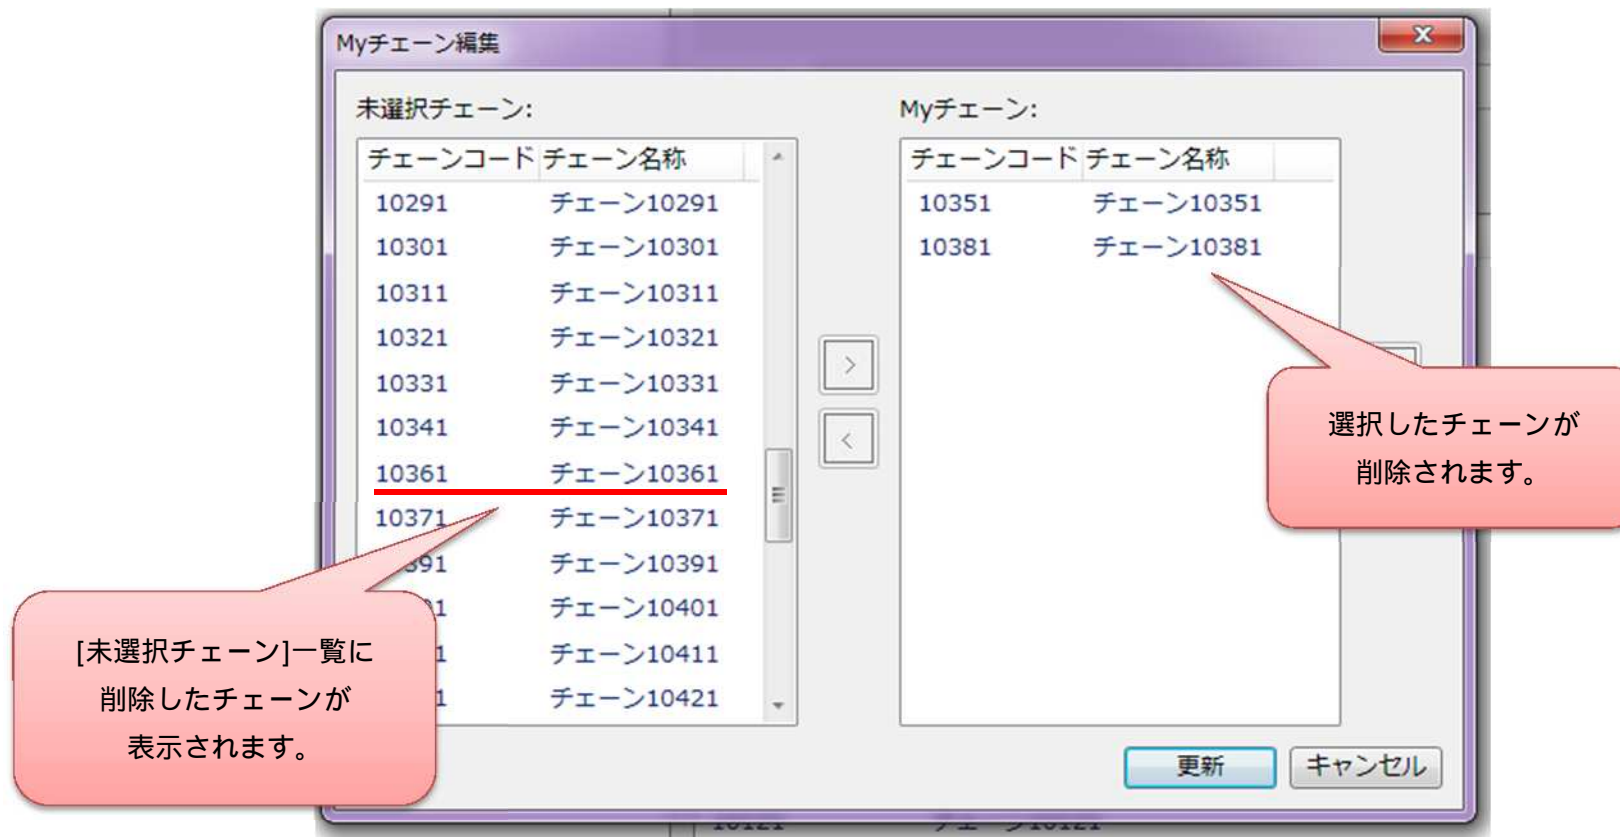 Myチェーン編集
未選択チェーン:
チェーンコード チェーン名称
10291 チェーン10291
10301 チェーン10301
10311 チェーン10311
10321 チェーン10321
10331 チェーン10331
10341 チェーン10341
10361 チェーン10361
10371 チェーン10371
チェーン10391
チェーン10401
チェーン10411
チェーン10421
>
<
Myチェーン:
チェーンコード チェーン名称
10351 チェーン10351
10381 チェーン10381
選択したチェーンが
削除されます。
[未選択チェーン]一覧に
削除したチェーンが
表示されます。
更新 キャンセル